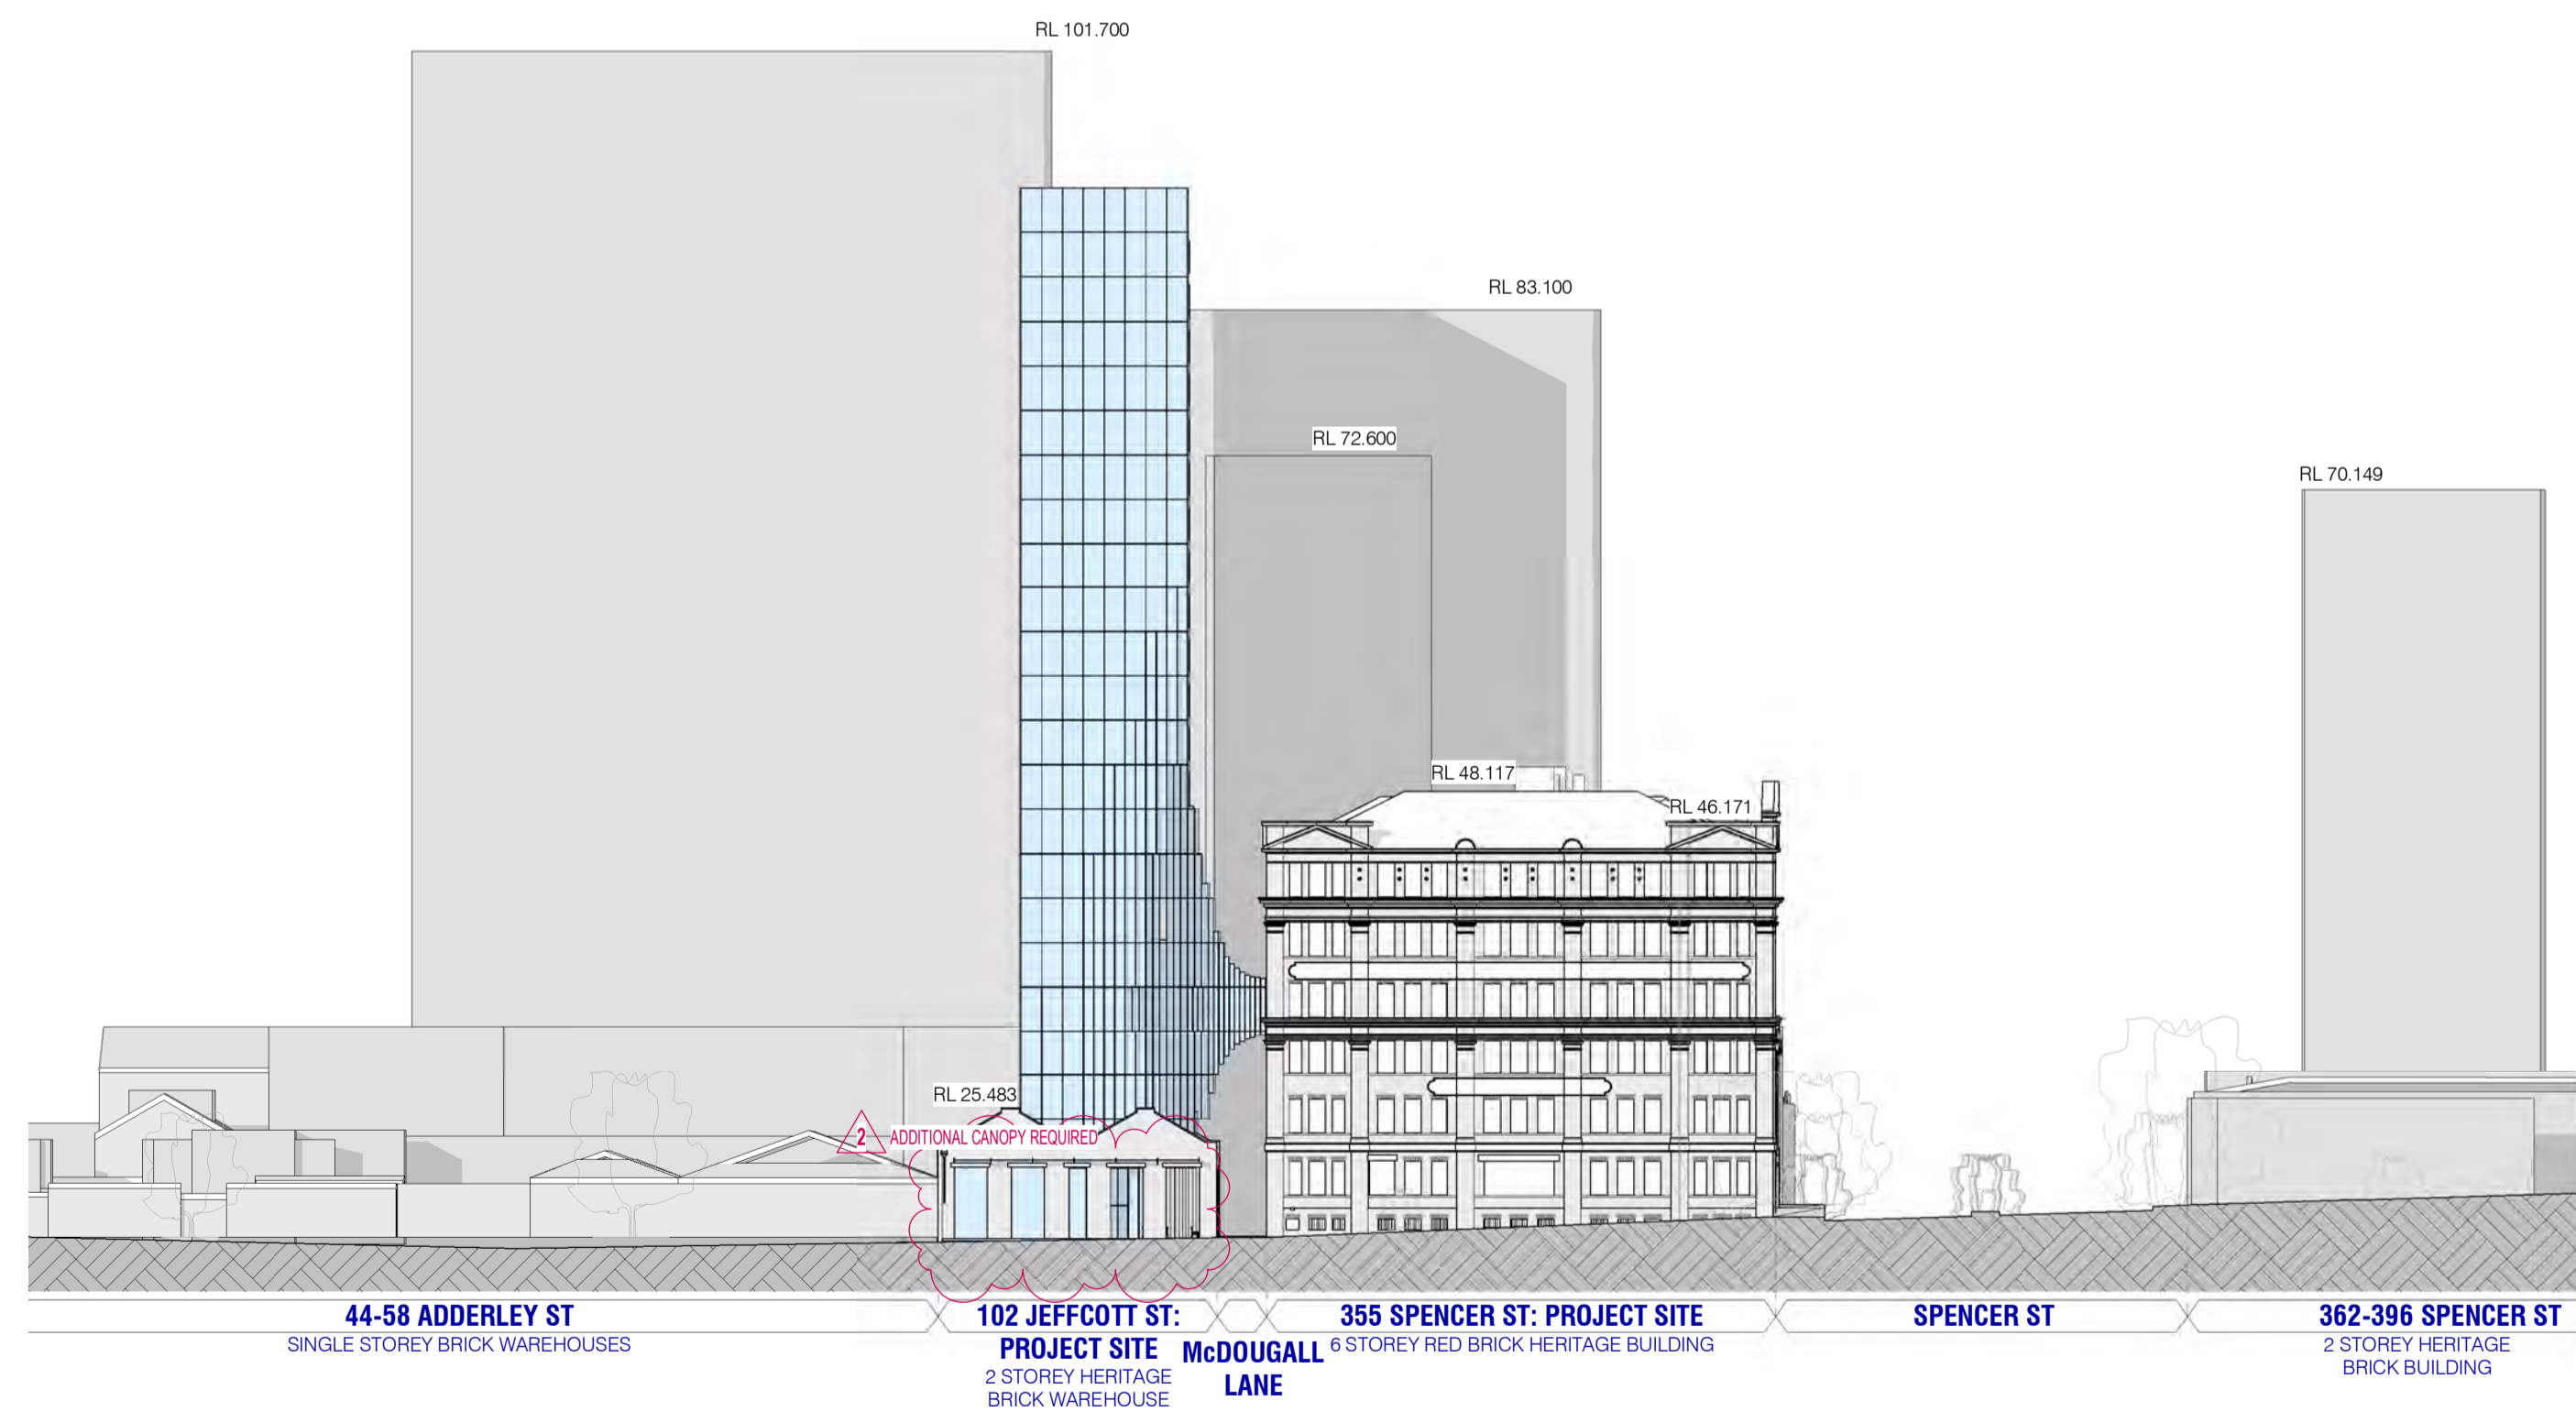 RL 101.700
RL 83.100
RL 72.600
RL 70.149
RL 48.117
RL 46.171
RL 25.483
2 ADDITIONAL CANOPY REQUIRED
44-58 ADDERLEY ST
SINGLE STOREY BRICK WAREHOUSES
102 JEFFCOTT ST:
PROJECT SITE
2 STOREY HERITAGE
BRICK WAREHOUSE
McDOUGALL
LANE
355 SPENCER ST: PROJECT SITE
6 STOREY RED BRICK HERITAGE BUILDING
SPENCER ST
362-396 SPENCER ST
2 STOREY HERITAGE
BRICK BUILDING